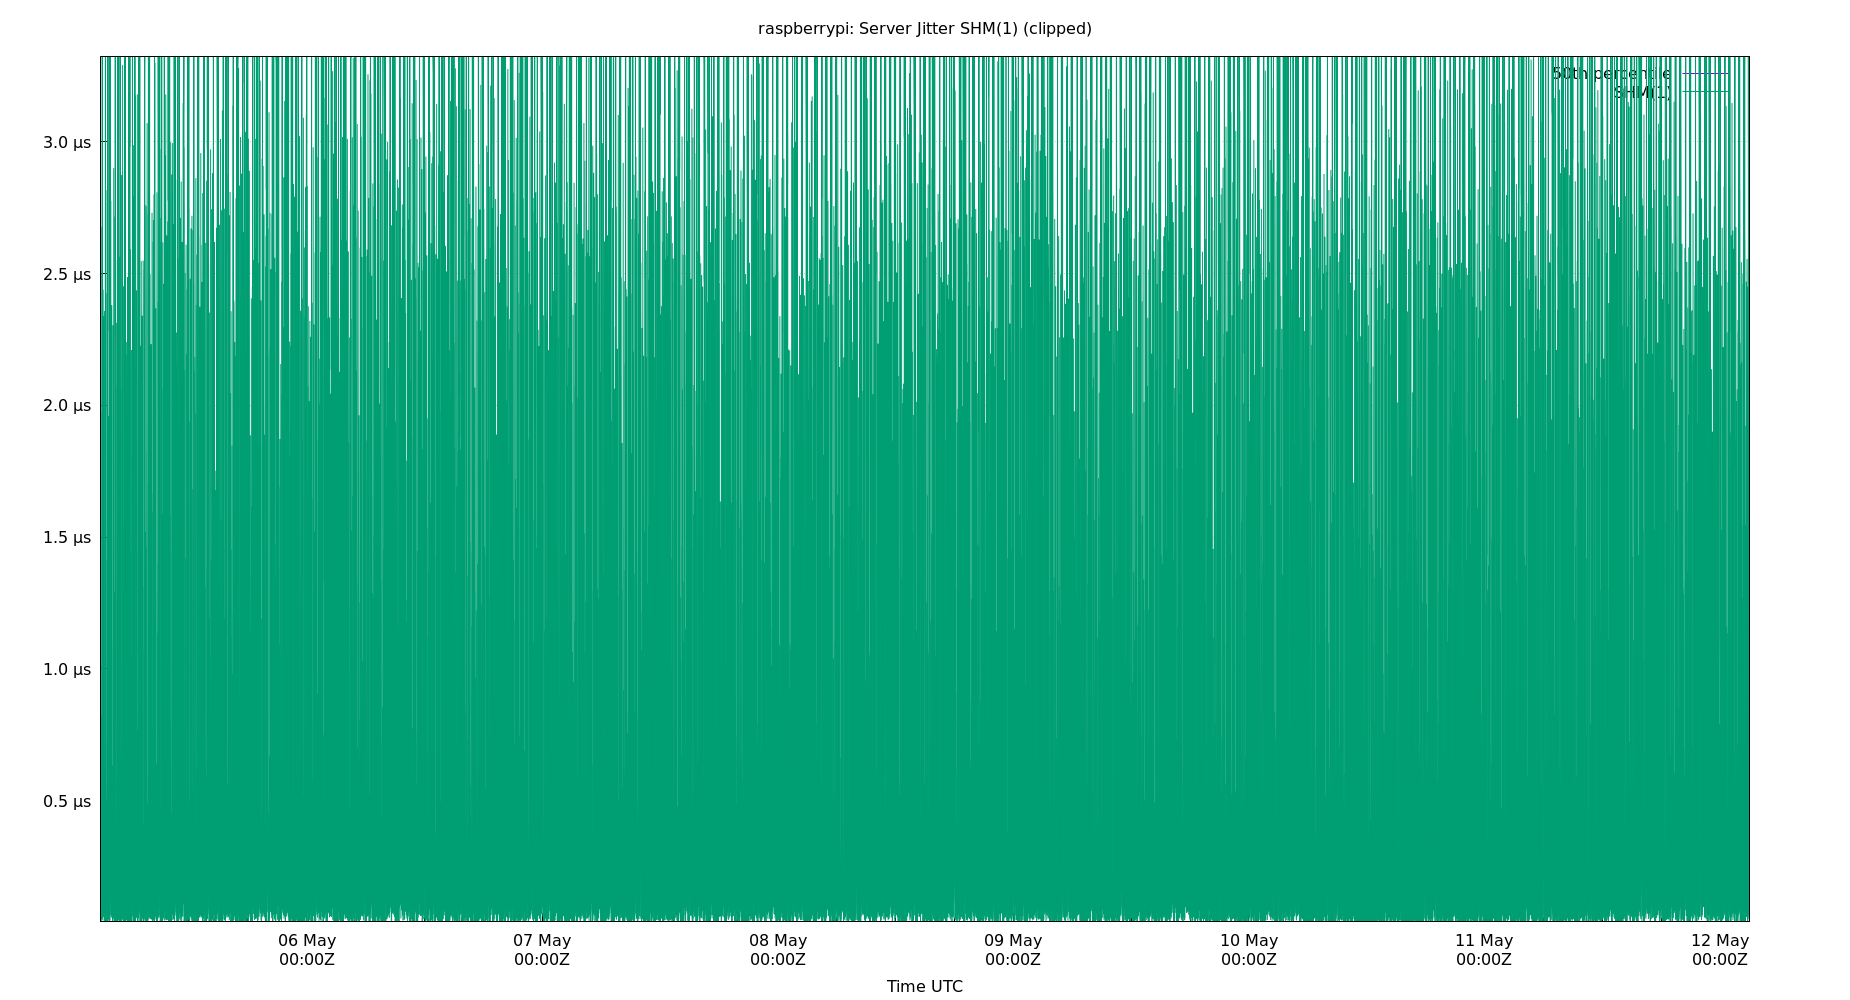 raspberrypi: Server Jitter SHM(1) (clipped)
50th percentile
SHM(1)
3.0 µs
2.5 µs
2.0 µs
1.5 µs
1.0 µs
0.5 µs
06 May 07 May 08 May 09 May 10 May 11 May 12 May
00:00Z 00:00Z 00:00Z 00:00Z 00:00Z 00:00Z 00:00Z
Time UTC